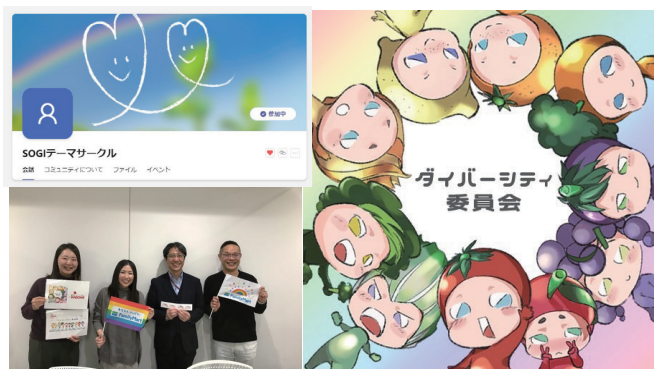 参加中
SOGIテーマサークル
会話 コミュニティについて ファイル イベント
ダイバーシティ
委員会
FamilyMart
FamilyMart